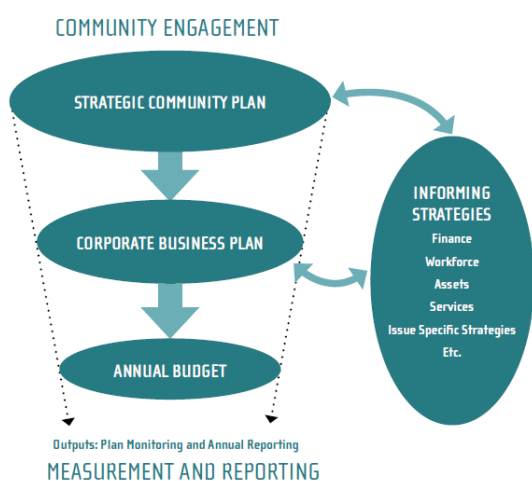 COMMUNITY ENGAGEMENT
STRATEGIC COMMUNITY PLAN
CORPORATE BUSINESS PLAN
ANNUAL BUDGET
INFORMING
STRATEGIES
Finance
Workforce
Assets
Services
Issue Specific Strategies
Etc.
Outputs: Plan Monitoring and Annual Reporting
MEASUREMENT AND REPORTING